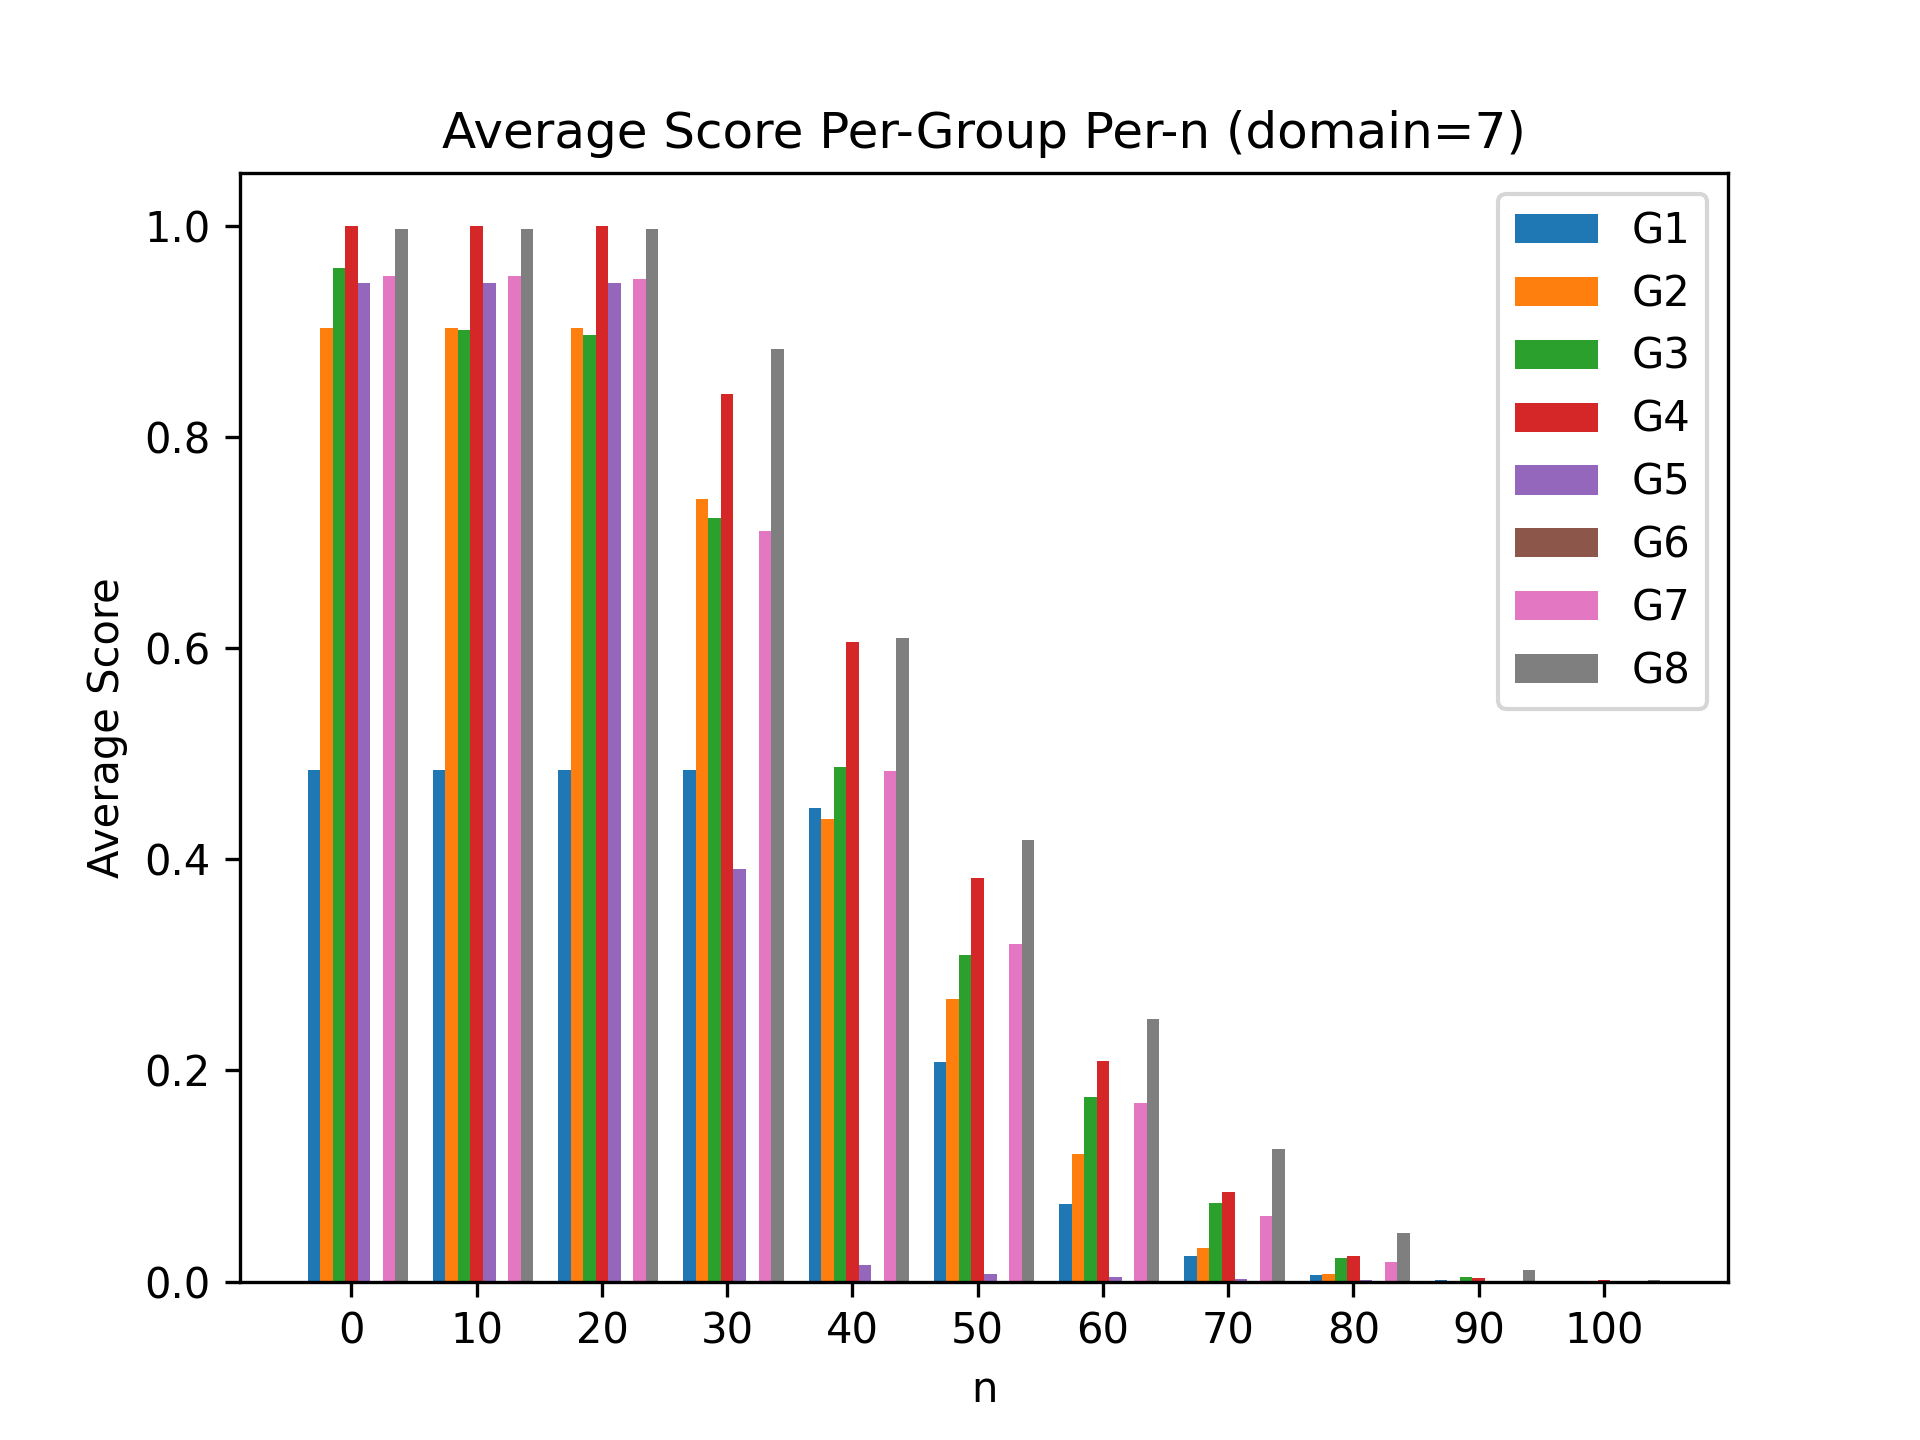 Average Score Per-Group Per-n (domain=7)
Average Score
1.0
0.8
0.6
0.4
0.2
0.0
0 10 20 30 40 50 60 70 80 90 100
n
G1
G2
G3
G4
G5
G6
G7
G8